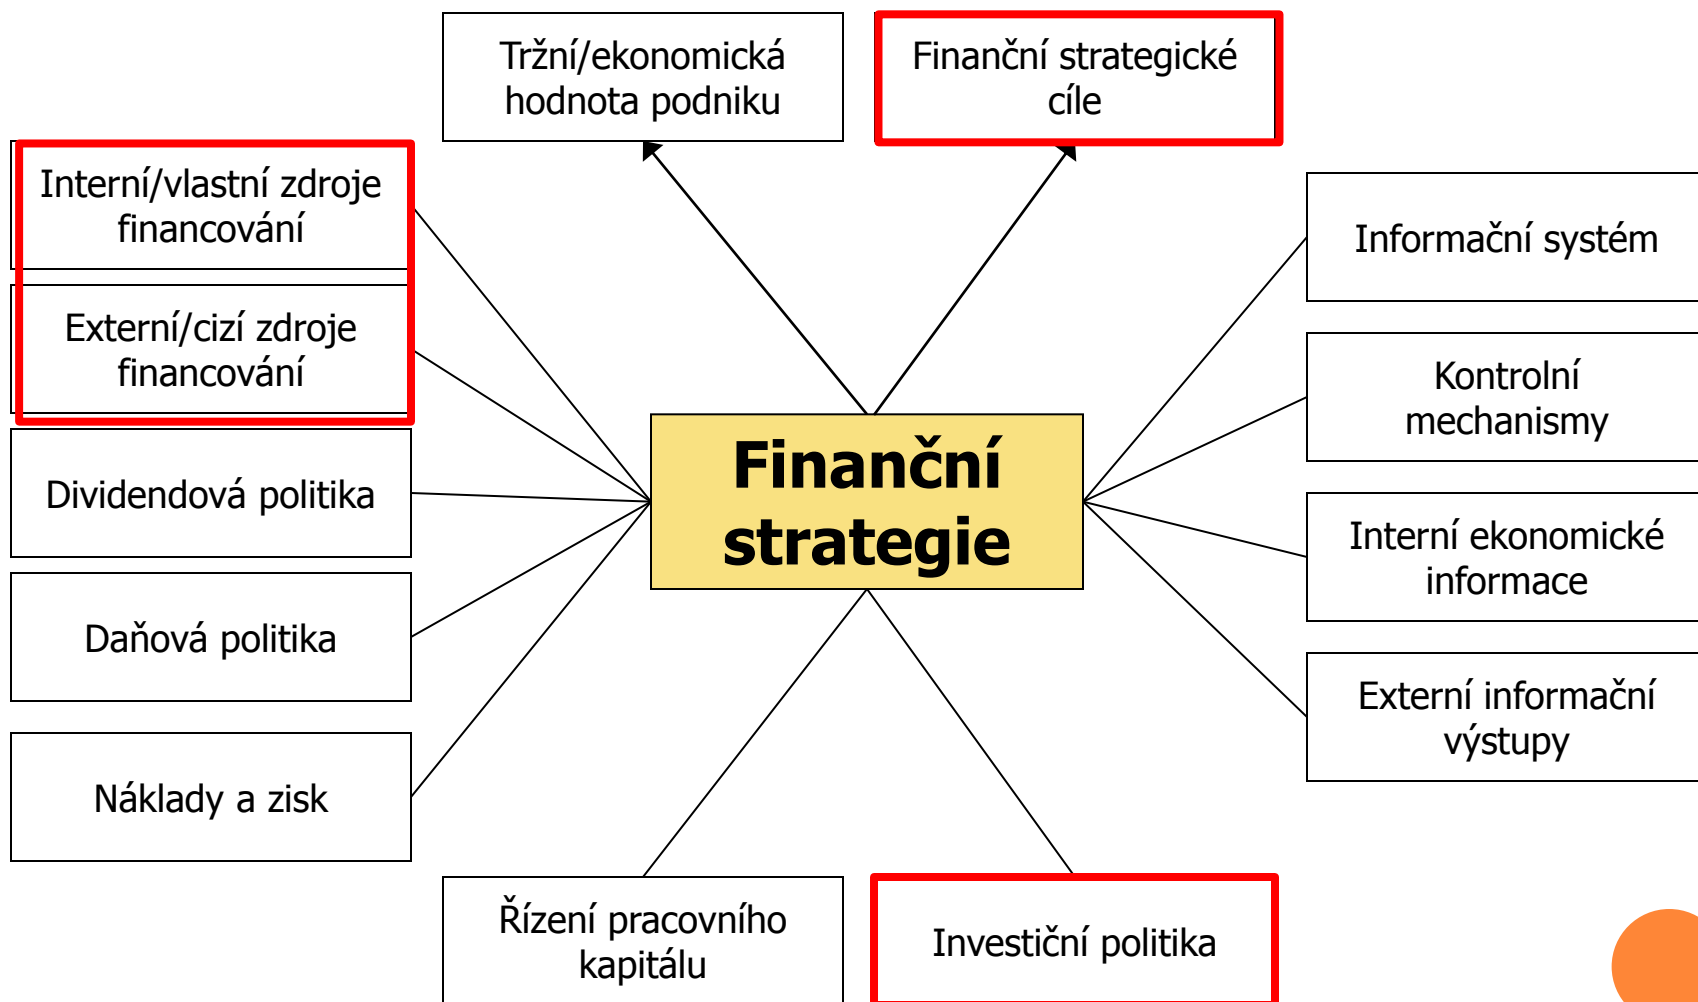 Tržní/ekonomická
hodnota podniku
Finanční strategické
cíle
Interní/vlastní zdroje
financování
Externí/cizí zdroje
financování
Dividendová politika
Daňová politika
Náklady a zisk
Finanční
strategie
Informační systém
Kontrolní
mechanismy
Interní ekonomické
informace
Externí informační
výstupy
Řízení pracovního
kapitálu
Investiční politika